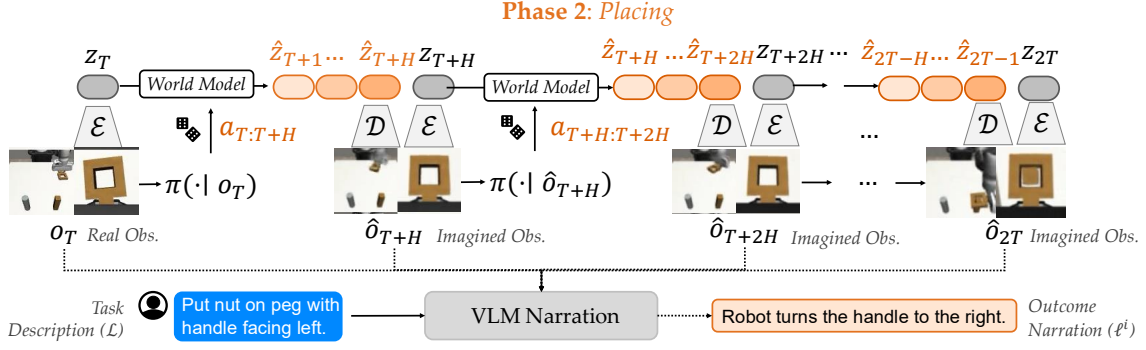 Phase 2: Placing
z_T ẑ_{T+1} ... ẑ_{T+H} z_{T+H} ẑ_{T+H} ... ẑ_{T+2H} z_{T+2H} ... ẑ_{2T-H} ... ẑ_{2T-1} z_{2T}
World Model World Model
ℰ a_{T:T+H} 𝒟 ℰ a_{T+H:T+2H} 𝒟 ℰ ... 𝒟 ℰ
π(·| o_T) π(·| ô_{T+H}) ...
o_T Real Obs. ô_{T+H} Imagined Obs. ô_{T+2H} Imagined Obs. ô_{2T} Imagined Obs.
Task
Description (ℒ)
Put nut on peg with
handle facing left.
VLM Narration
Robot turns the handle to the right.
Outcome
Narration (ℓ^i)